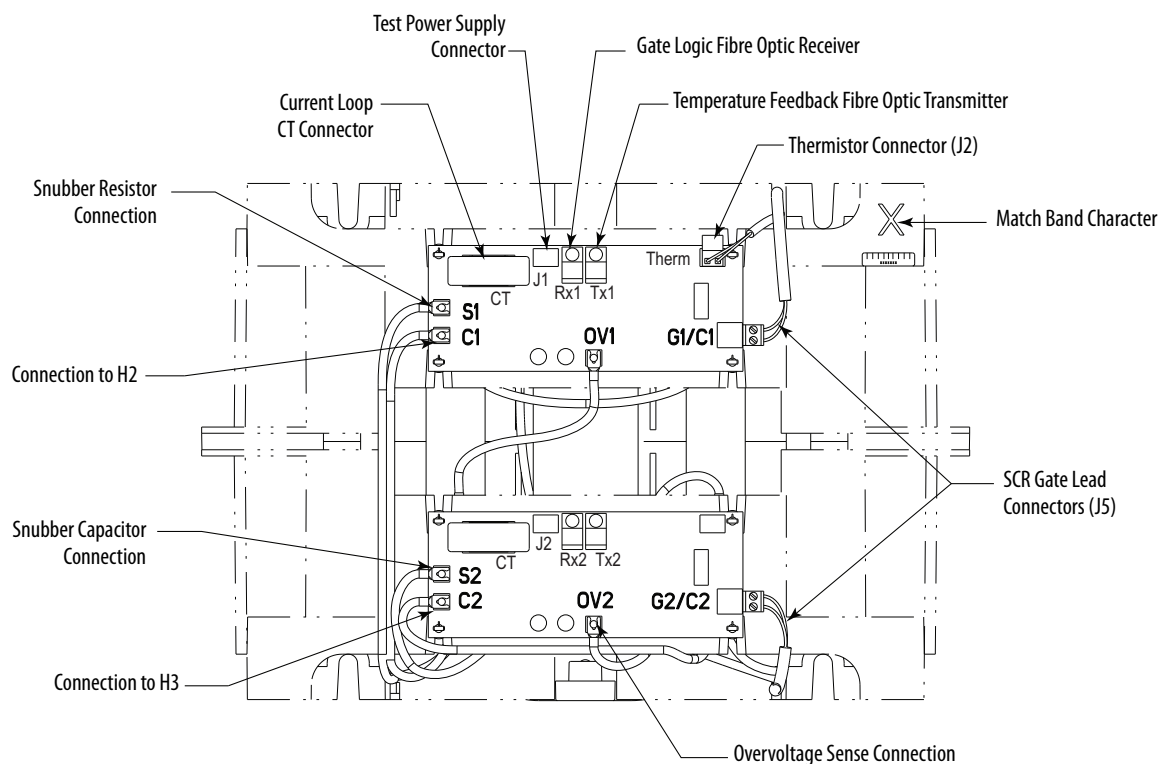 Test Power Supply
Connector
Gate Logic Fibre Optic Receiver
Current Loop
CT Connector
Temperature Feedback Fibre Optic Transmitter
Thermistor Connector (J2)
Snubber Resistor
Connection
Match Band Character
X
Therm
J1
CT
Rx1
Tx1
S1
C1
OV1
G1/C1
Connection to H2
SCR Gate Lead
Connectors (J5)
Snubber Capacitor
Connection
J2
CT
Rx2
Tx2
S2
C2
OV2
G2/C2
Connection to H3
Overvoltage Sense Connection